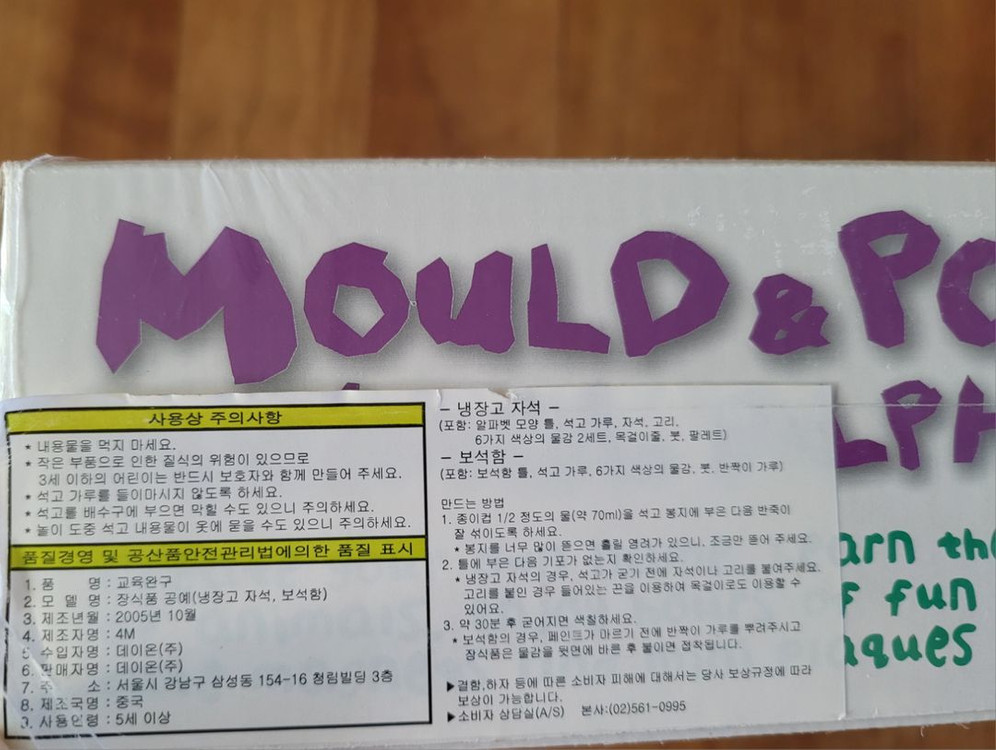 MOULD & PO
LPH
arn the
f fun
iques
사용상 주의사항
* 내용물을 먹지 마세요.
* 작은 부품으로 인한 질식의 위험이 있으므로
3세 이하의 어린이는 반드시 보호자와 함께 만들어 주세요.
* 석고 가루를 들이마시지 않도록 하세요.
* 석고를 배수구에 부으면 막힐 수도 있으니 주의하세요.
* 놀이 도중 석고 내용물이 옷에 묻을 수도 있으니 주의하세요.
품질경영 및 공산품안전관리법에의한 품질 표시
1. 품 명 : 교육완구
2. 모 델 명 : 장식품 공예(냉장고 자석, 보석함)
3. 제조년월 : 2005년 10월
4. 제조자명 : 4M
5. 수입자명 : 데이온(주)
6. 판매자명 : 데이온(주)
7. 주 소 : 서울시 강남구 삼성동 154-16 청림빌딩 3층
8. 제조국명 : 중국
9. 사용연령 : 5세 이상
- 냉장고 자석 -
(포함: 알파벳 모양 틀, 석고 가루, 자석, 고리.
6가지 색상의 물감 2세트, 목걸이줄, 붓, 팔레트)
- 보석함 -
(포함: 보석함 틀, 석고 가루, 6가지 색상의 물감, 붓, 반짝이 가루)
만드는 방법
1. 종이컵 1/2 정도의 물(약 70ml)을 석고 봉지에 부은 다음 반죽이
잘 섞이도록 하세요.
* 봉지를 너무 많이 뜯으면 흘릴 염려가 있으니, 조금만 뜯어 주세요.
2. 틀에 부은 다음 기포가 없는지 확인하세요.
* 냉장고 자석의 경우, 석고가 굳기 전에 자석이나 고리를 붙여주세요.
고리를 붙인 경우 들어있는 끈을 이용하여 목걸이로도 이용할 수
있어요.
3. 약 30분 후 굳어지면 색칠하세요.
* 보석함의 경우, 페인트가 마르기 전에 반짝이 가루를 뿌려주시고
장식품은 물감을 뒷면에 바른 후 붙이면 접착됩니다.
▶결함,하자 등에 따른 소비자 피해에 대해서는 당사 보상규정에 따라
보상이 가능합니다.
▶소비자 상담실(A/S) 본사:(02)561-0995